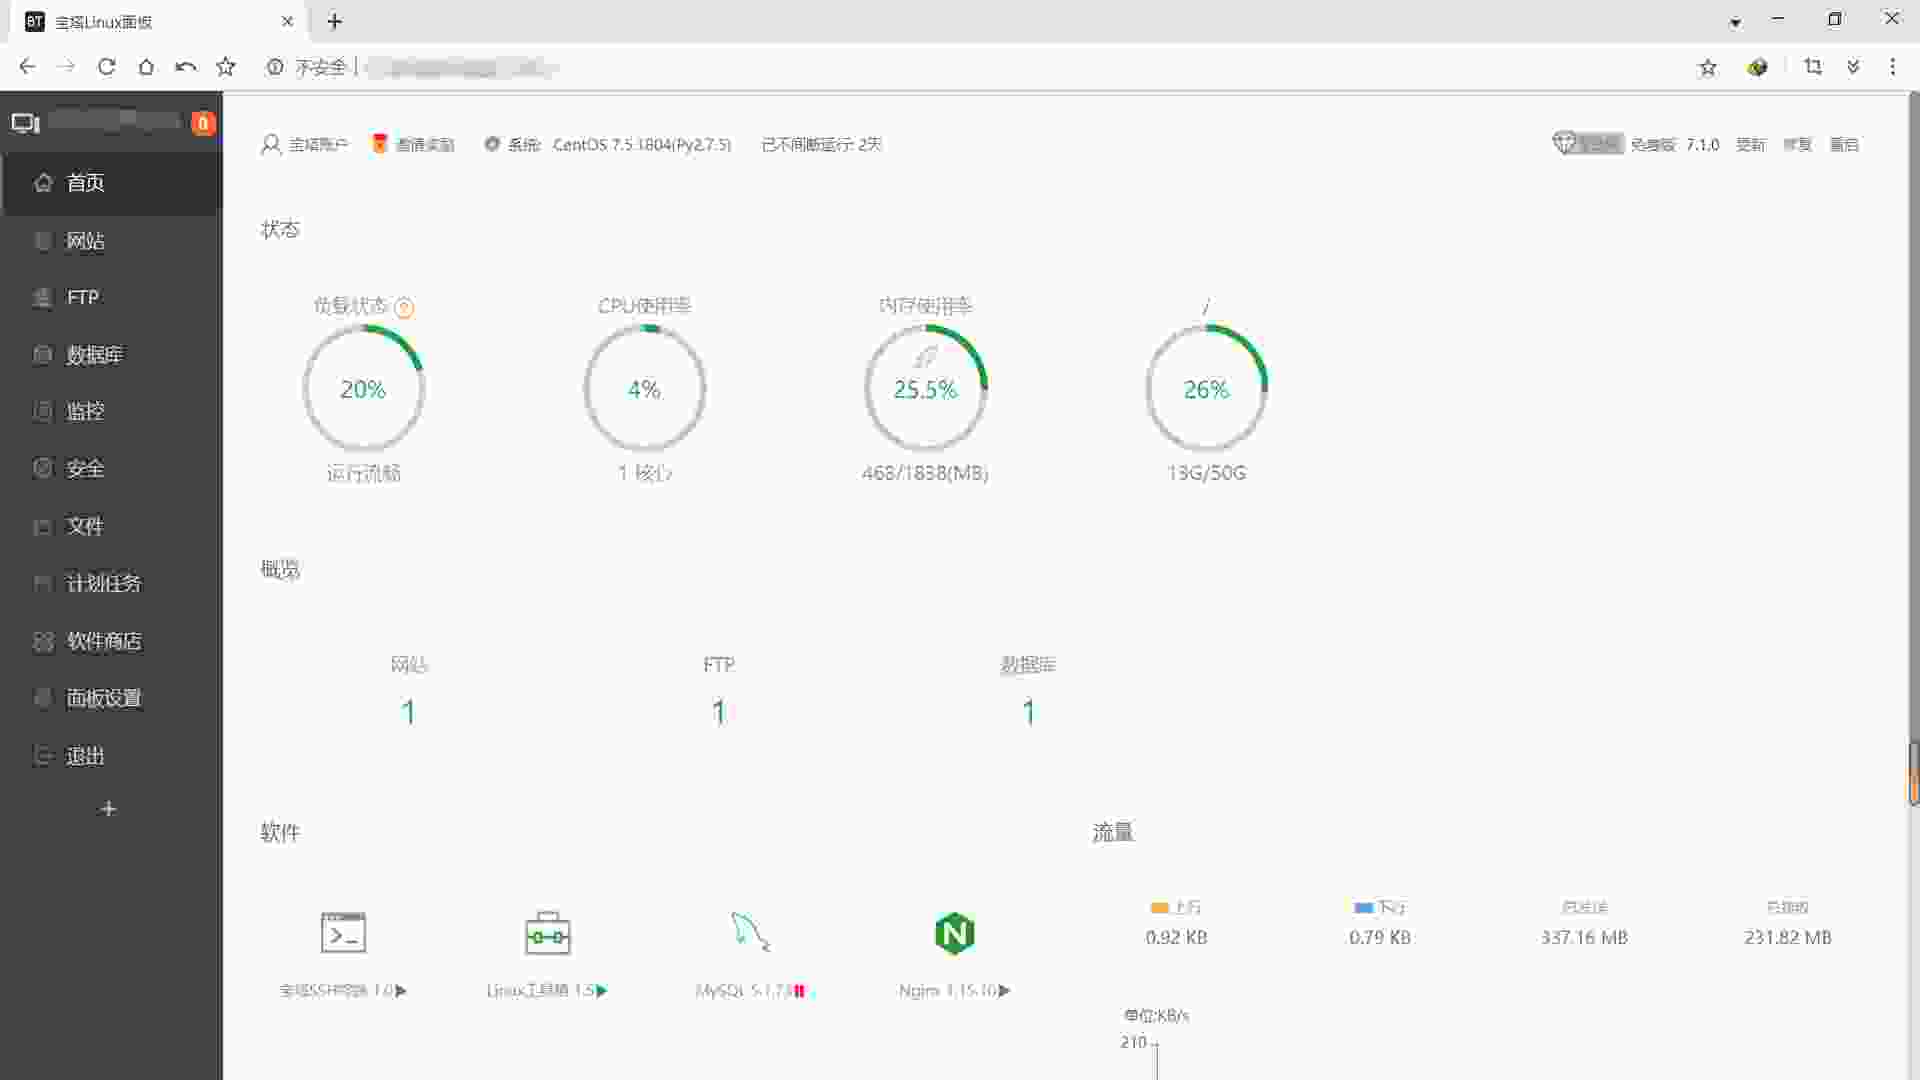 宝塔Linux面板
不安全
0
宝塔账户 邀请奖励 系统: CentOS 7.5.1804(Py2.7.5) 已不间断运行: 2天
免费版 7.1.0 更新 修复 重启
首页
网站
FTP
数据库
监控
安全
文件
计划任务
软件商店
面板设置
退出
状态
负载状态 CPU使用率 内存使用率 /
20% 4% 25.5% 26%
运行流畅 1 核心 468/1838(MB) 13G/50G
概览
网站 FTP 数据库
1 1 1
软件
宝塔SSH终端 1.0 Linux工具箱 1.5 MySQL 5.1.73 Nginx 1.15.10
流量
上行 下行 总发送 总接收
0.92 KB 0.79 KB 337.16 MB 231.82 MB
单位:KB/s
210